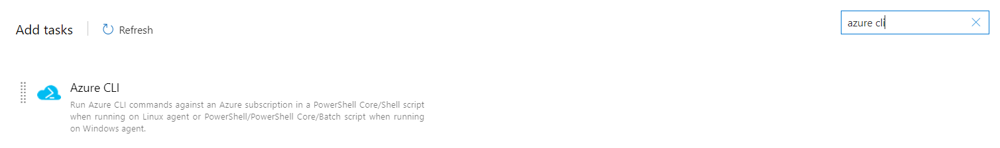 Add tasks
Refresh
azure cli
Azure CLI
Run Azure CLI commands against an Azure subscription in a PowerShell Core/Shell script
when running on Linux agent or PowerShell/PowerShell Core/Batch script when running
on Windows agent.